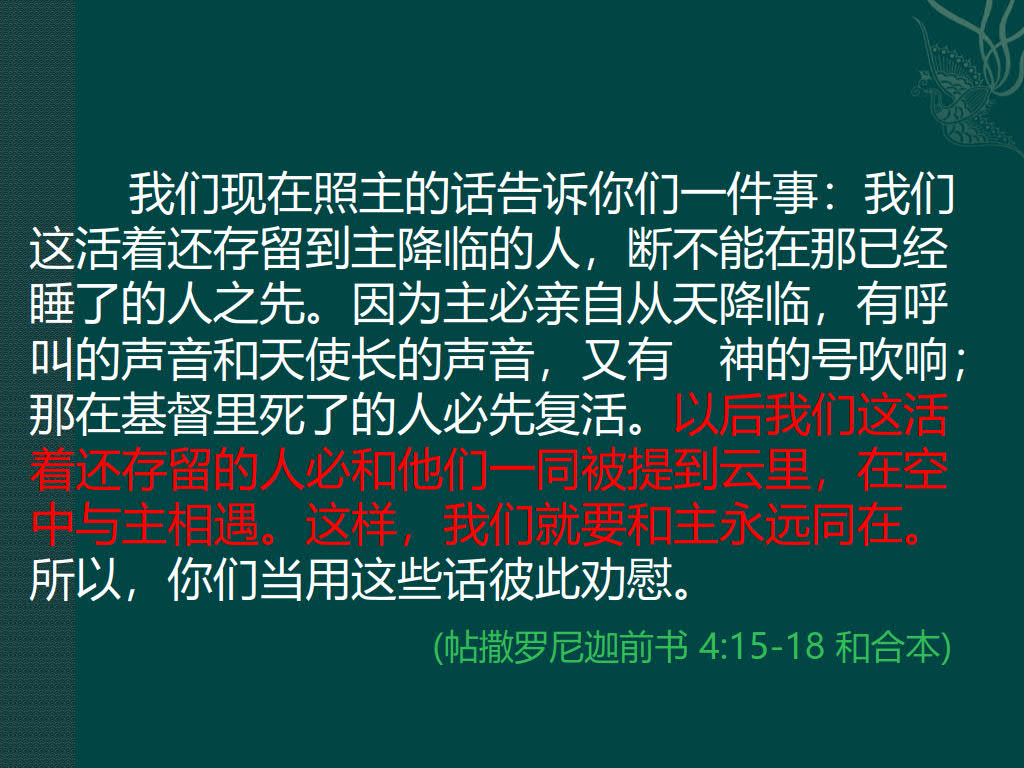 我们现在照主的话告诉你们一件事：我们
这活着还存留到主降临的人，断不能在那已经
睡了的人之先。因为主必亲自从天降临，有呼
叫的声音和天使长的声音，又有　神的号吹响；
那在基督里死了的人必先复活。以后我们这活
着还存留的人必和他们一同被提到云里，在空
中与主相遇。这样，我们就要和主永远同在。
所以，你们当用这些话彼此劝慰。
(帖撒罗尼迦前书 4:15-18 和合本)